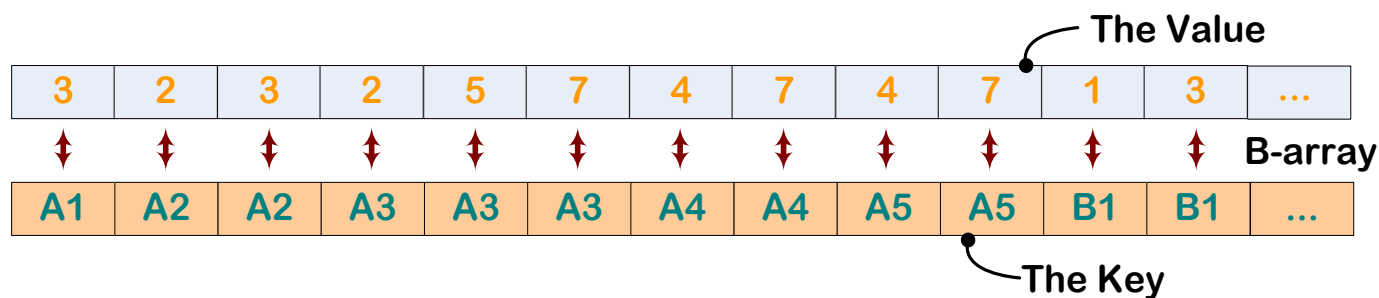 The Value
3 2 3 2 5 7 4 7 4 7 1 3 ...
B-array
A1 A2 A2 A3 A3 A3 A4 A4 A5 A5 B1 B1 ...
The Key